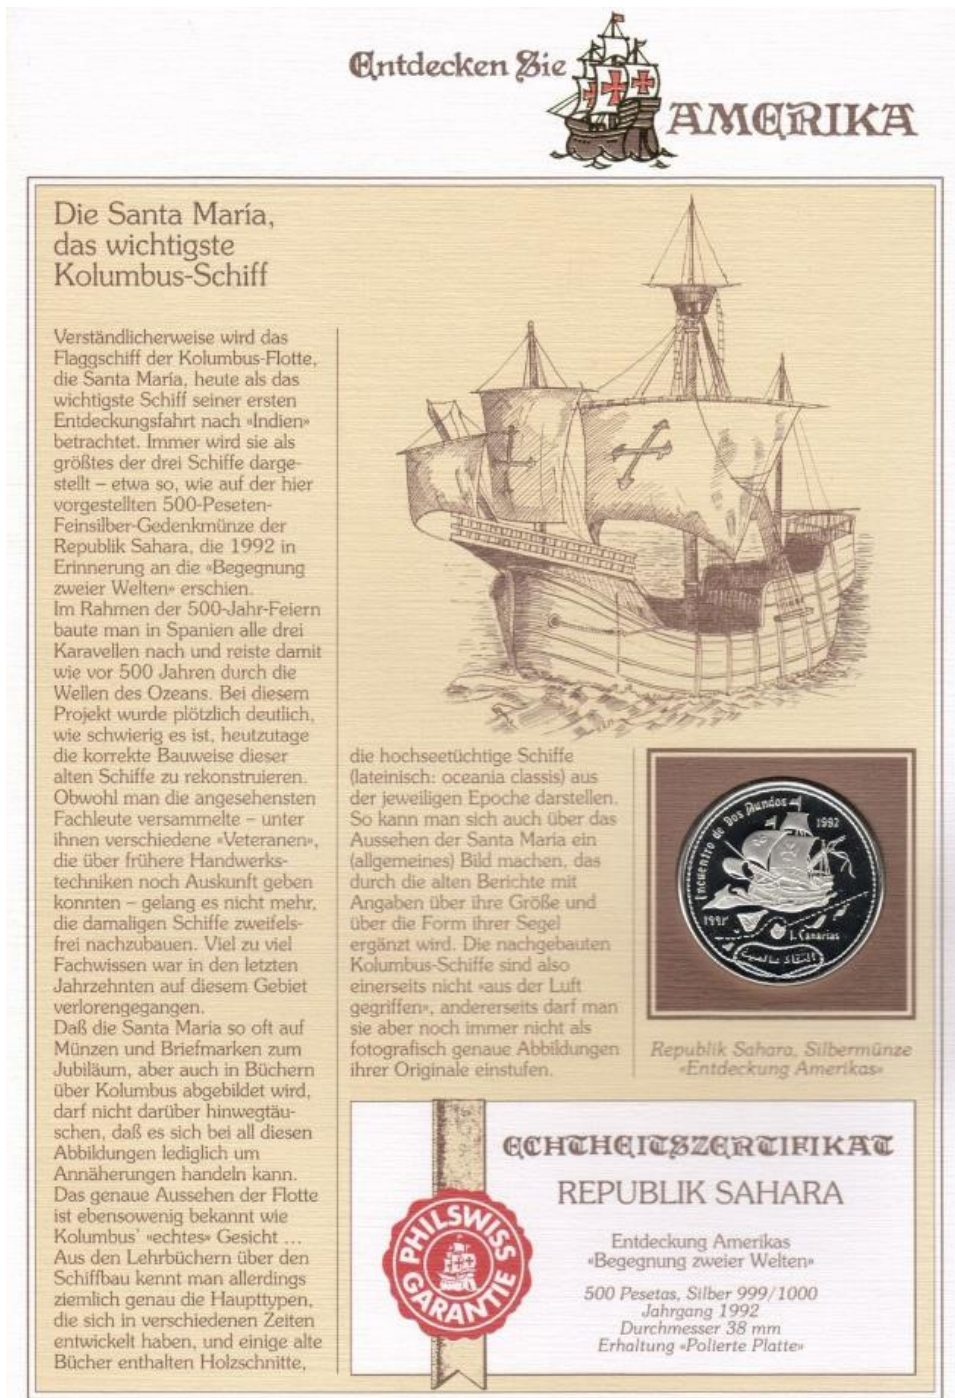 Entdecken Sie
AMERIKA
Die Santa María,
das wichtigste
Kolumbus-Schiff
Verständlicherweise wird das
Flaggschiff der Kolumbus-Flotte,
die Santa María, heute als das
wichtigste Schiff seiner ersten
Entdeckungsfahrt nach «Indien»
betrachtet. Immer wird sie als
größtes der drei Schiffe darge-
stellt – etwa so, wie auf der hier
vorgestellten 500-Peseten-
Feinsilber-Gedenkmünze der
Republik Sahara, die 1992 in
Erinnerung an die «Begegnung
zweier Welten» erschien.
Im Rahmen der 500-Jahr-Feiern
baute man in Spanien alle drei
Karavellen nach und reiste damit
wie vor 500 Jahren durch die
Wellen des Ozeans. Bei diesem
Projekt wurde plötzlich deutlich,
wie schwierig es ist, heutzutage
die korrekte Bauweise dieser
alten Schiffe zu rekonstruieren.
Obwohl man die angesehensten
Fachleute versammelte – unter
ihnen verschiedene «Veteranen»,
die über frühere Handwerks-
techniken noch Auskunft geben
konnten – gelang es nicht mehr,
die damaligen Schiffe zweifels-
frei nachzubauen. Viel zu viel
Fachwissen war in den letzten
Jahrzehnten auf diesem Gebiet
verlorengegangen.
Daß die Santa Maria so oft auf
Münzen und Briefmarken zum
Jubiläum, aber auch in Büchern
über Kolumbus abgebildet wird,
darf nicht darüber hinwegtäu-
schen, daß es sich bei all diesen
Abbildungen lediglich um
Annäherungen handeln kann.
Das genaue Aussehen der Flotte
ist ebensowenig bekannt wie
Kolumbus' «echtes» Gesicht ...
Aus den Lehrbüchern über den
Schiffbau kennt man allerdings
ziemlich genau die Haupttypen,
die sich in verschiedenen Zeiten
entwickelt haben, und einige alte
Bücher enthalten Holzschnitte,
die hochseetüchtige Schiffe
(lateinisch: oceania classis) aus
der jeweiligen Epoche darstellen.
So kann man sich auch über das
Aussehen der Santa Maria ein
(allgemeines) Bild machen, das
durch die alten Berichte mit
Angaben über ihre Größe und
über die Form ihrer Segel
ergänzt wird. Die nachgebauten
Kolumbus-Schiffe sind also
einerseits nicht «aus der Luft
gegriffen», andererseits darf man
sie aber noch immer nicht als
fotografisch genaue Abbildungen
ihrer Originale einstufen.
Encuentro de Dos Mundos
1992
I. Canarias
Republik Sahara, Silbermünze
«Entdeckung Amerikas»
ECHTHEITSZERTIFIKAT
REPUBLIK SAHARA
Entdeckung Amerikas
«Begegnung zweier Welten»
500 Pesetas, Silber 999/1000
Jahrgang 1992
Durchmesser 38 mm
Erhaltung «Polierte Platte»
PHILSWISS
GARANTIE